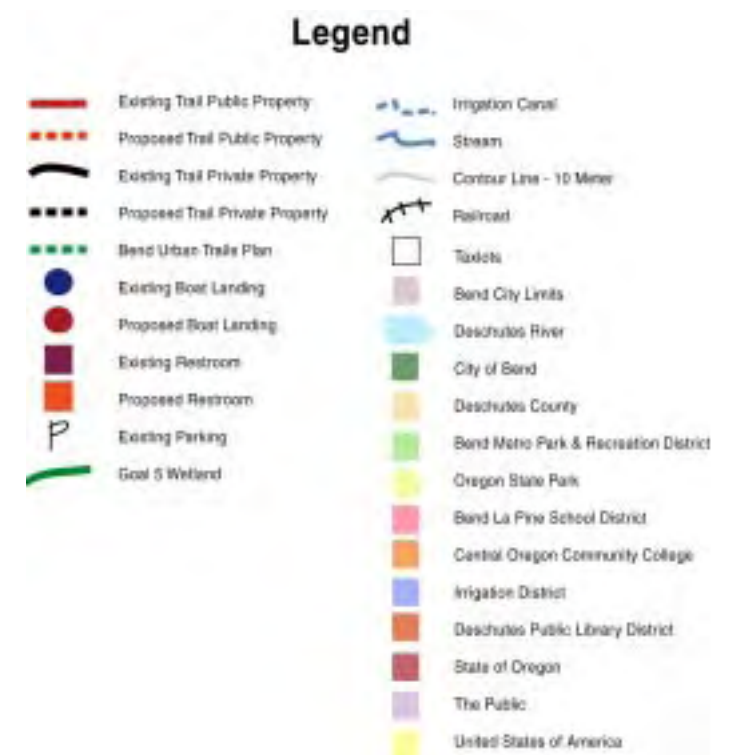 Legend
Existing Trail Public Property
Proposed Trail Public Property
Existing Trail Private Property
Proposed Trail Private Property
Bend Urban Trails Plan
Existing Boat Landing
Proposed Boat Landing
Existing Restroom
Proposed Restroom
P Existing Parking
Goal 5 Wetland
Irrigation Canal
Stream
Contour Line - 10 Meter
Railroad
Taxlots
Bend City Limits
Deschutes River
City of Bend
Deschutes County
Bend Metro Park & Recreation District
Oregon State Park
Bend La Pine School District
Central Oregon Community College
Irrigation District
Deschutes Public Library District
State of Oregon
The Public
United States of America